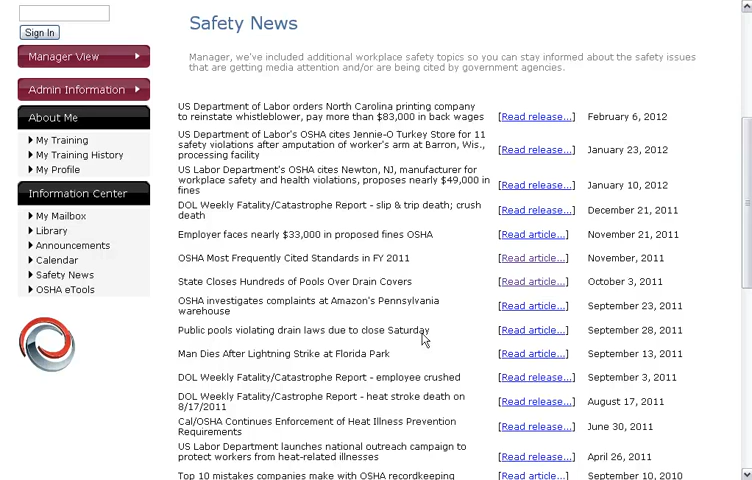 Sign In
Manager View
Admin Information
About Me
My Training
My Training History
My Profile
Information Center
My Mailbox
Library
Announcements
Calendar
Safety News
OSHA eTools
Safety News
Manager, we've included additional workplace safety topics so you can stay informed about the safety issues
that are getting media attention and/or are being cited by government agencies.
US Department of Labor orders North Carolina printing company
to reinstate whistleblower, pay more than $83,000 in back wages [Read release...] February 6, 2012
US Department of Labor's OSHA cites Jennie-O Turkey Store for 11
safety violations after amputation of worker's arm at Barron, Wis., [Read release...] January 23, 2012
processing facility
US Labor Department's OSHA cites Newton, NJ, manufacturer for
workplace safety and health violations, proposes nearly $49,000 in [Read release...] January 10, 2012
fines
DOL Weekly Fatality/Catastrophe Report - slip & trip death; crush [Read release...] December 21, 2011
death
Employer faces nearly $33,000 in proposed fines OSHA [Read article...] November 21, 2011
OSHA Most Frequently Cited Standards in FY 2011 [Read article...] November, 2011
State Closes Hundreds of Pools Over Drain Covers [Read article...] October 3, 2011
OSHA investigates complaints at Amazon's Pennsylvania [Read article...] September 23, 2011
warehouse
Public pools violating drain laws due to close Saturday [Read article...] September 28, 2011
Man Dies After Lightning Strike at Florida Park [Read article...] September 13, 2011
DOL Weekly Fatality/Catastrophe Report - employee crushed [Read release...] September 3, 2011
DOL Weekly Fatality/Castrophe Report - heat stroke death on [Read release...] August 17, 2011
8/17/2011
Cal/OSHA Continues Enforcement of Heat Illness Prevention [Read release...] June 30, 2011
Requirements
US Labor Department launches national outreach campaign to
protect workers from heat-related illnesses [Read release...] April 26, 2011
Top 10 mistakes companies make with OSHA recordkeeping [Read article...] September 10, 2010